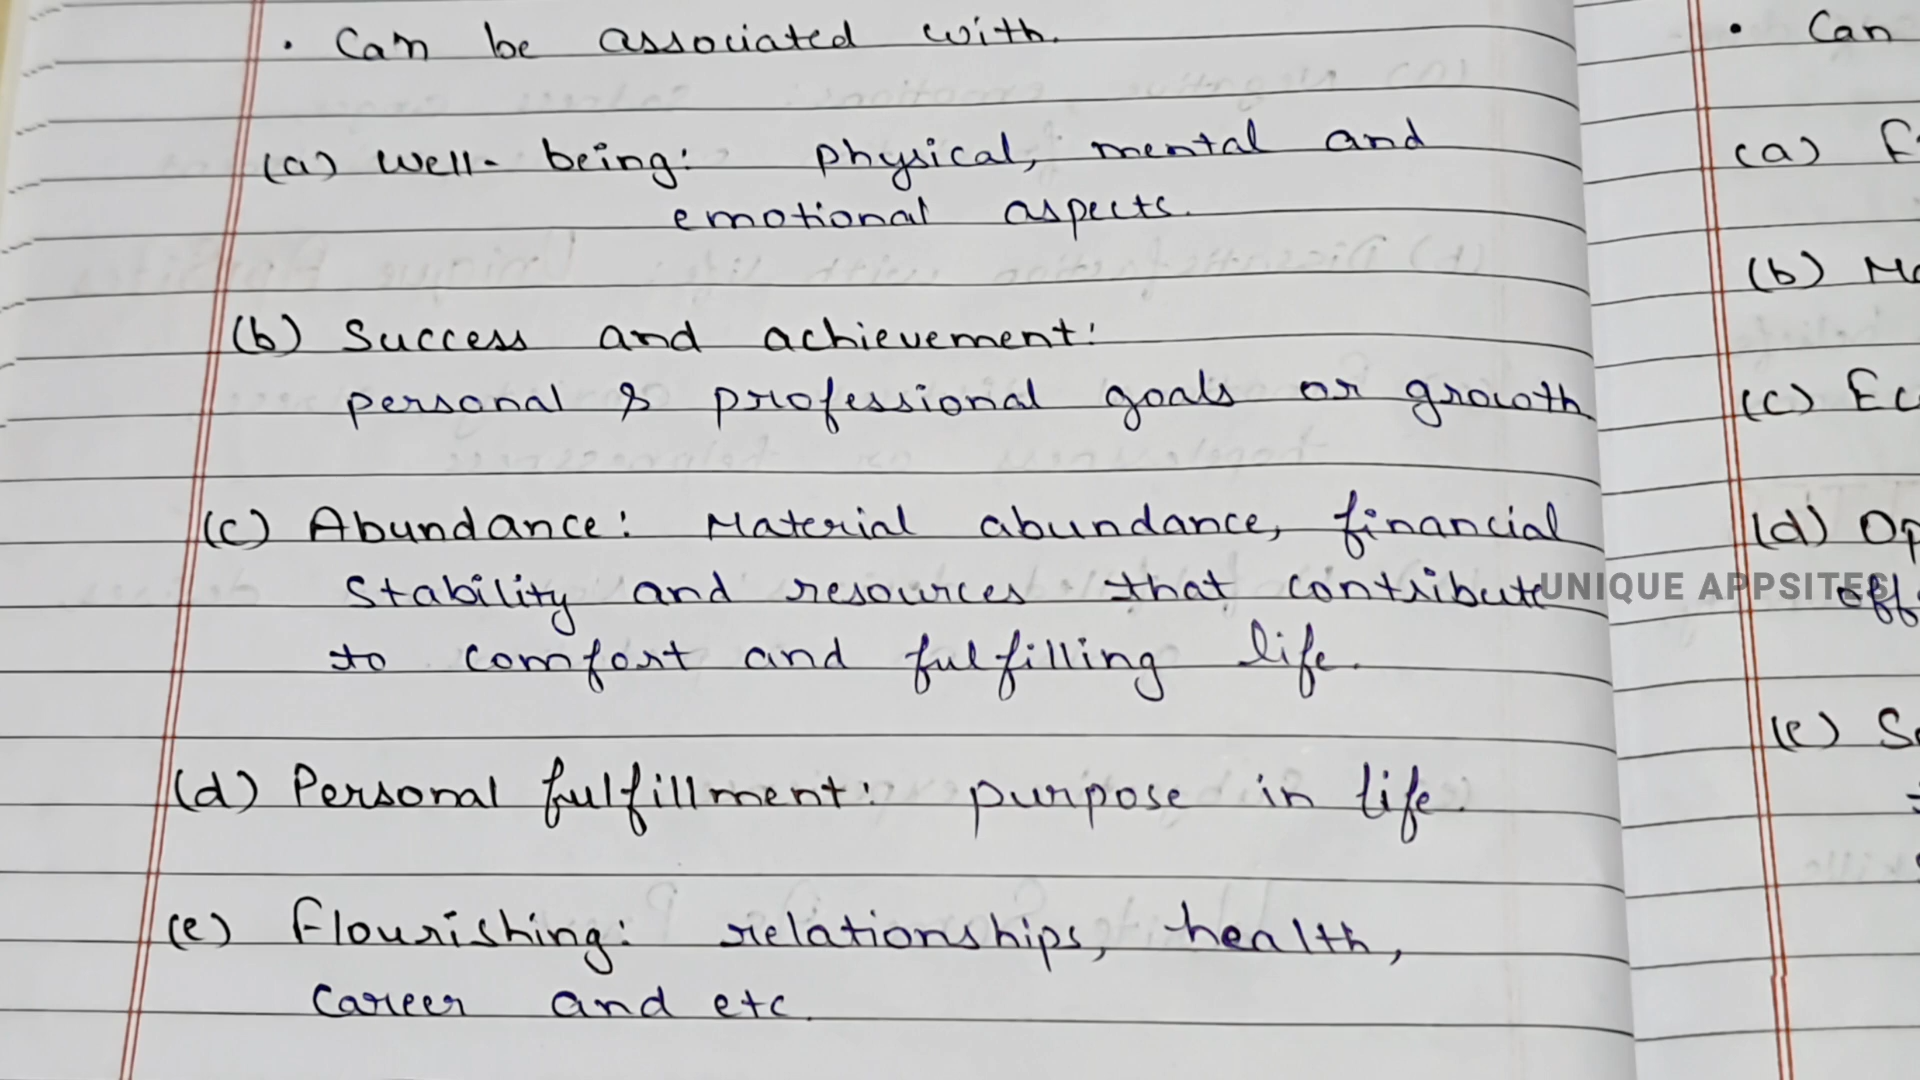 • Can be associated with.
(a) Well-being: physical, mental and
emotional aspects.
(b) Success and achievement:
personal & professional goals or growth
(c) Abundance: Material abundance, financial
stability and resources that contribute
to comfort and fulfilling life.
(d) Personal fulfillment: purpose in life.
(e) Flourishing: relationships, health,
career and etc.
UNIQUE APPSITES
• Can
(a)
(b)
(c)
(d)
(e)